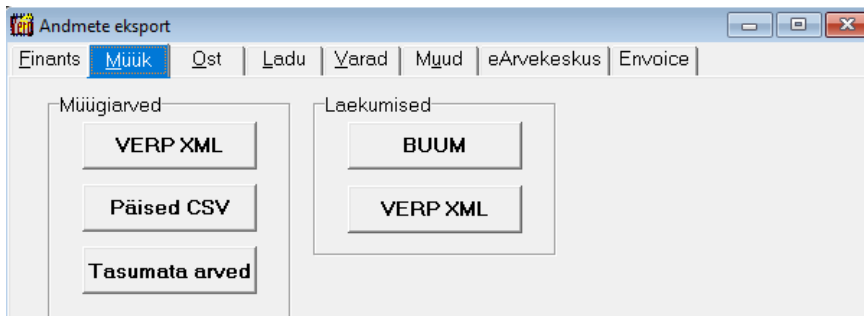 Verp Andmete eksport
Finants Müük Ost Ladu Varad Muud eArvekeskus Envoice
Müügiarved
VERP XML
Päised CSV
Tasumata arved
Laekumised
BUUM
VERP XML